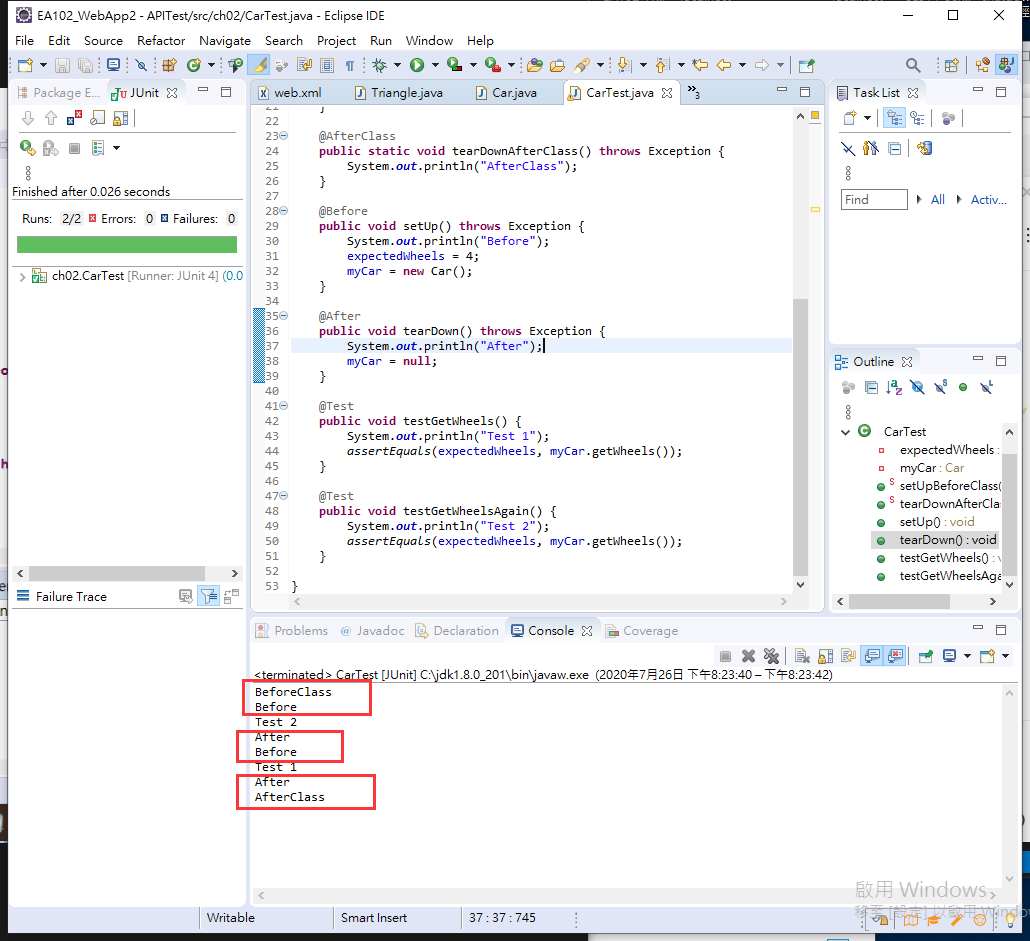 EA102_WebApp2 - APITest/src/ch02/CarTest.java - Eclipse IDE
File Edit Source Refactor Navigate Search Project Run Window Help
Package E... JUnit
Finished after 0.026 seconds
Runs: 2/2 Errors: 0 Failures: 0
ch02.CarTest [Runner: JUnit 4] (0.0
Failure Trace
web.xml Triangle.java Car.java CarTest.java »3
21 }
22
23 @AfterClass
24 public static void tearDownAfterClass() throws Exception {
25 System.out.println("AfterClass");
26 }
27
28 @Before
29 public void setUp() throws Exception {
30 System.out.println("Before");
31 expectedWheels = 4;
32 myCar = new Car();
33 }
34
35 @After
36 public void tearDown() throws Exception {
37 System.out.println("After");
38 myCar = null;
39 }
40
41 @Test
42 public void testGetWheels() {
43 System.out.println("Test 1");
44 assertEquals(expectedWheels, myCar.getWheels());
45 }
46
47 @Test
48 public void testGetWheelsAgain() {
49 System.out.println("Test 2");
50 assertEquals(expectedWheels, myCar.getWheels());
51 }
52
53 }
Task List
Find All Activ...
Outline
CarTest
expectedWheels :
myCar : Car
setUpBeforeClass(
tearDownAfterCla
setUp() : void
tearDown() : void
testGetWheels() : v
testGetWheelsAga
Problems @ Javadoc Declaration Console Coverage
<terminated> CarTest [JUnit] C:\jdk1.8.0_201\bin\javaw.exe (2020年7月26日 下午8:23:40 – 下午8:23:42)
BeforeClass
Before
Test 2
After
Before
Test 1
After
AfterClass
啟用 Windows
移至 [設定] 以啟用 Windo
Writable Smart Insert 37 : 37 : 745